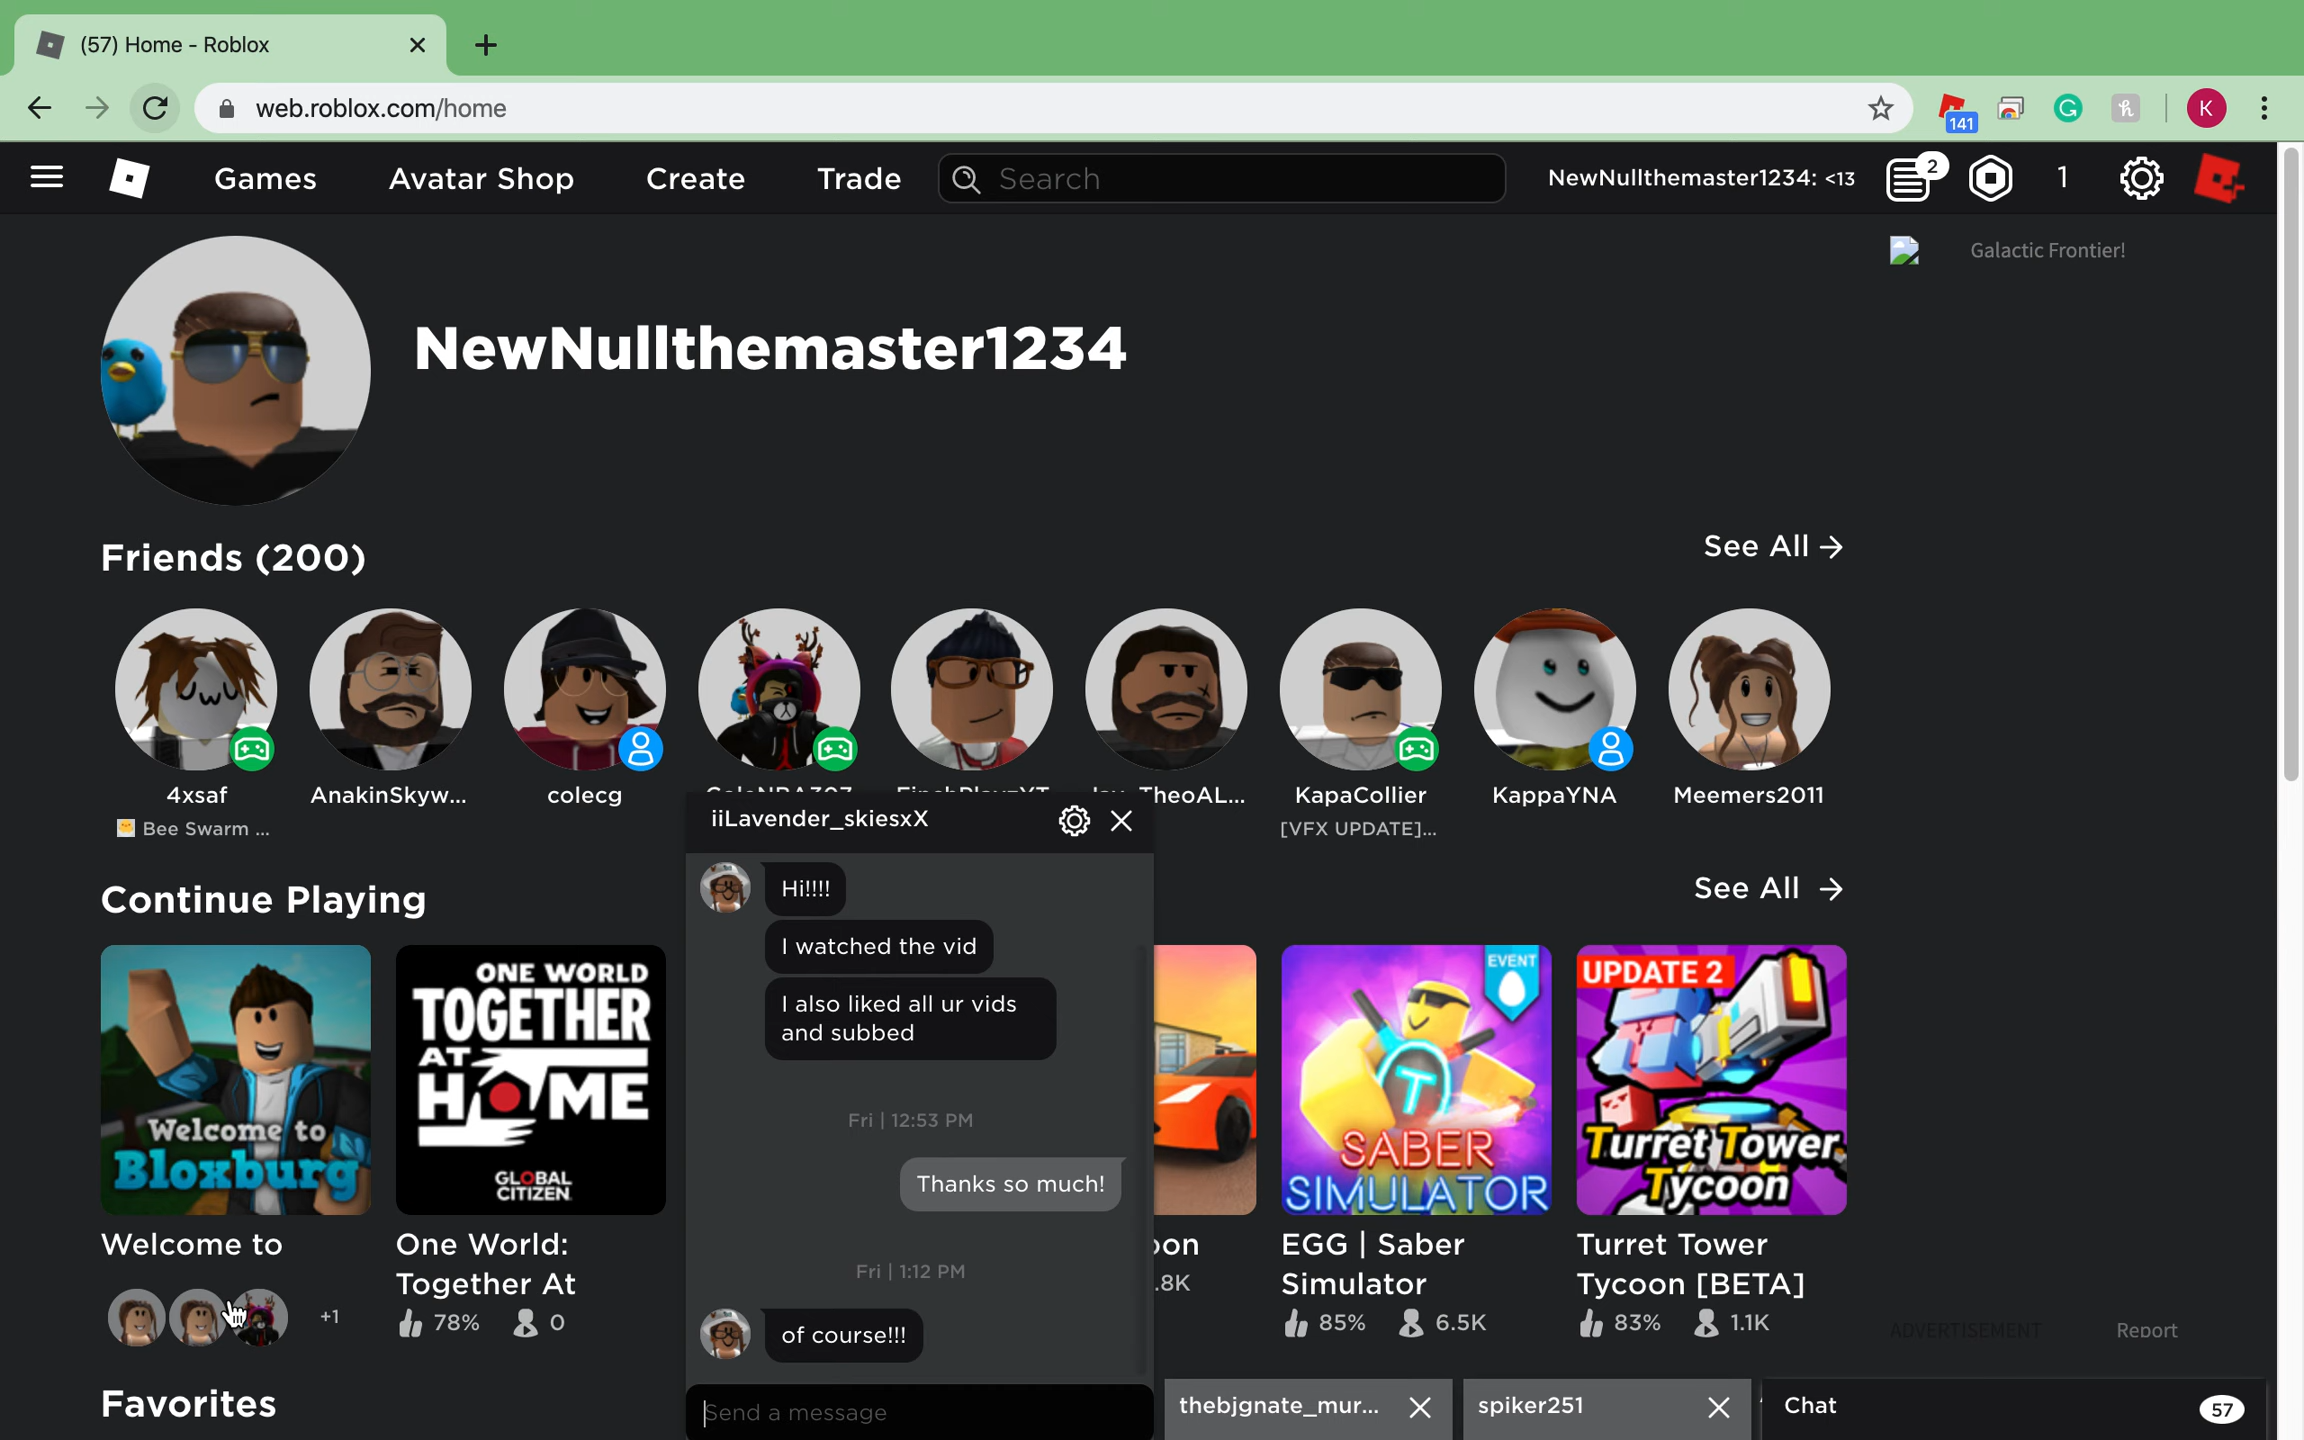 (57) Home - Roblox
web.roblox.com/home
141
K
Games
Avatar Shop
Create
Trade
Search
NewNullthemaster1234: <13
2
1
Galactic Frontier!
NewNullthemaster1234
Friends (200)
See All
4xsaf
AnakinSkyw...
colecg
TheoAL...
KapaCollier
KappaYNA
Meemers2011
Bee Swarm ...
[VFX UPDATE]...
iiLavender_skiesxX
Hi!!!!
I watched the vid
I also liked all ur vids
and subbed
Fri | 12:53 PM
Thanks so much!
Fri | 1:12 PM
of course!!!
Send a message
Continue Playing
See All
Welcome to
Bloxburg
ONE WORLD
TOGETHER
AT
HOME
GLOBAL
CITIZEN
EVENT
T
SABER
SIMULATOR
UPDATE 2
Turret Tower
Tycoon
Welcome to
+1
One World:
Together At
78%
0
oon
.8K
EGG | Saber
Simulator
85%
6.5K
Turret Tower
Tycoon [BETA]
83%
1.1K
ADVERTISEMENT
Report
Favorites
thebjgnate_mur...
spiker251
Chat
57